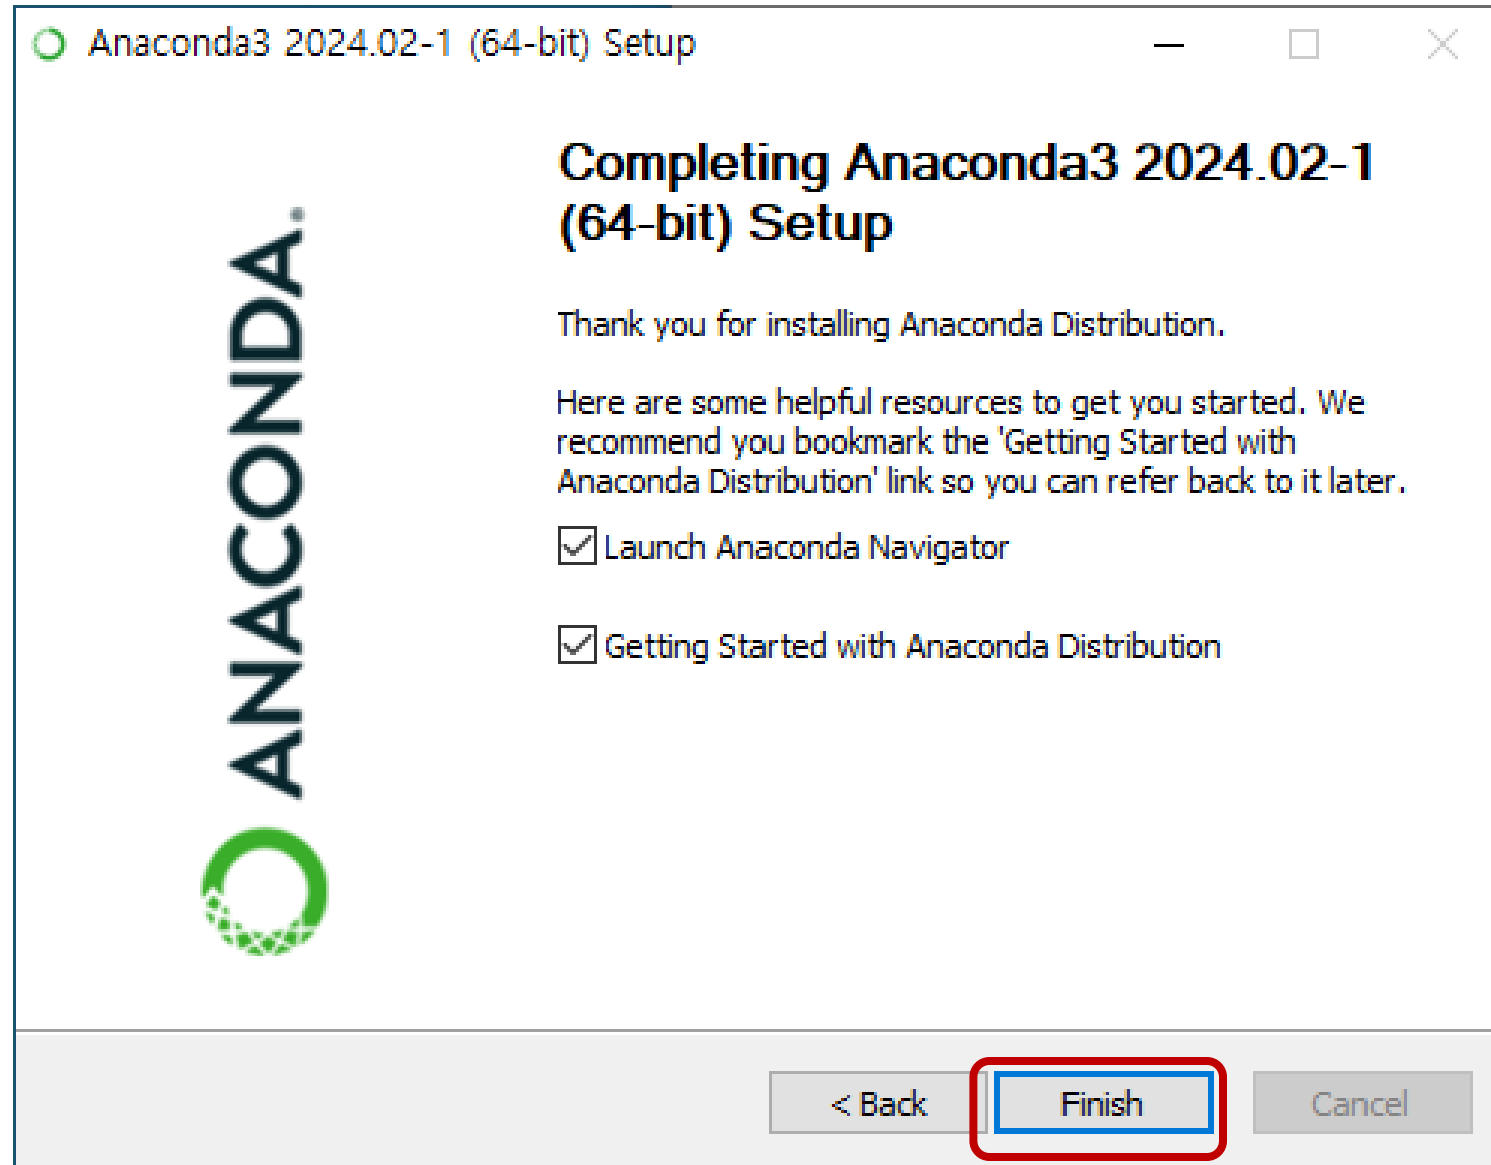 Anaconda3 2024.02-1 (64-bit) Setup
ANACONDA.
Completing Anaconda3 2024.02-1
(64-bit) Setup
Thank you for installing Anaconda Distribution.
Here are some helpful resources to get you started. We
recommend you bookmark the 'Getting Started with
Anaconda Distribution' link so you can refer back to it later.
Launch Anaconda Navigator
Getting Started with Anaconda Distribution
< Back
Finish
Cancel